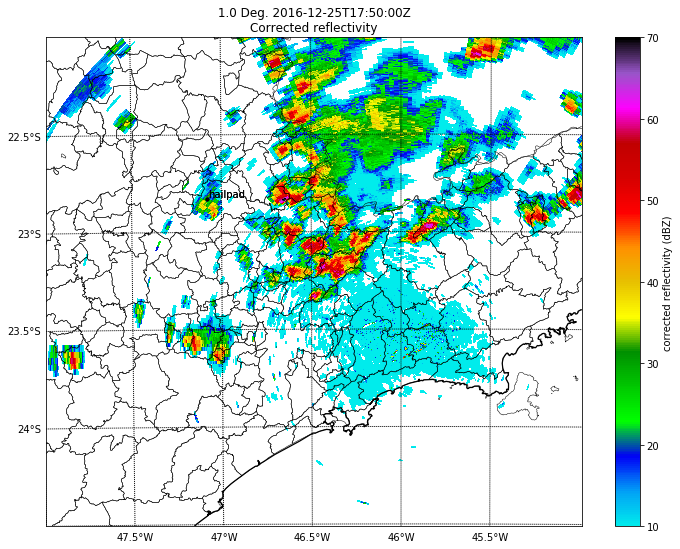 1.0 Deg. 2016-12-25T17:50:00Z
Corrected reflectivity
22.5°S
23°S
23.5°S
24°S
47.5°W
47°W
46.5°W
46°W
45.5°W
hailpad
70
60
50
40
30
20
10
corrected reflectivity (dBZ)